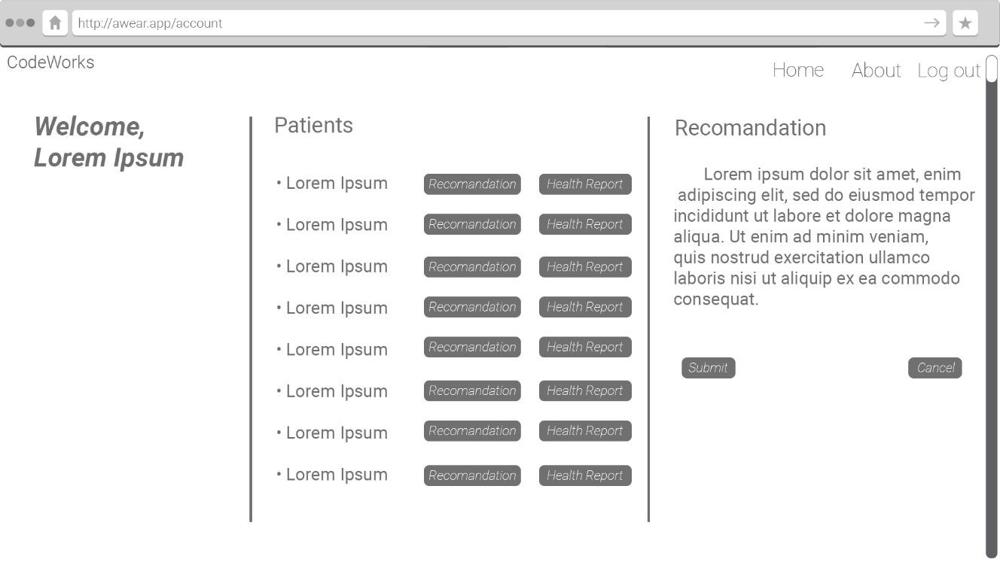 http://awear.app/account
CodeWorks
Home About Log out
Welcome,
Lorem Ipsum
Patients
• Lorem Ipsum Recomandation Health Report
• Lorem Ipsum Recomandation Health Report
• Lorem Ipsum Recomandation Health Report
• Lorem Ipsum Recomandation Health Report
• Lorem Ipsum Recomandation Health Report
• Lorem Ipsum Recomandation Health Report
• Lorem Ipsum Recomandation Health Report
• Lorem Ipsum Recomandation Health Report
Recomandation
Lorem ipsum dolor sit amet, enim
adipiscing elit, sed do eiusmod tempor
incididunt ut labore et dolore magna
aliqua. Ut enim ad minim veniam,
quis nostrud exercitation ullamco
laboris nisi ut aliquip ex ea commodo
consequat.
Submit Cancel